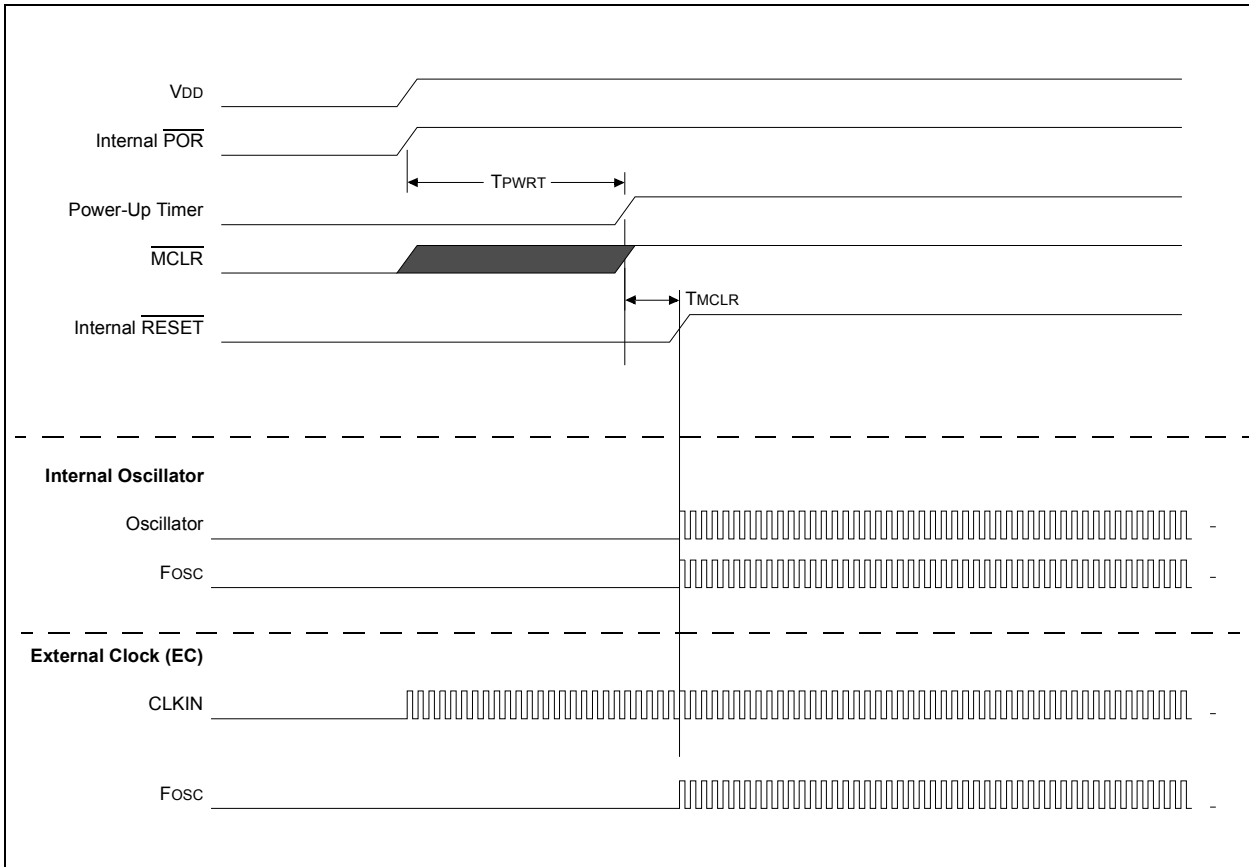 VDD
Internal POR
TPWRT
Power-Up Timer
MCLR
TMCLR
Internal RESET
Internal Oscillator
Oscillator
FOSC
External Clock (EC)
CLKIN
FOSC